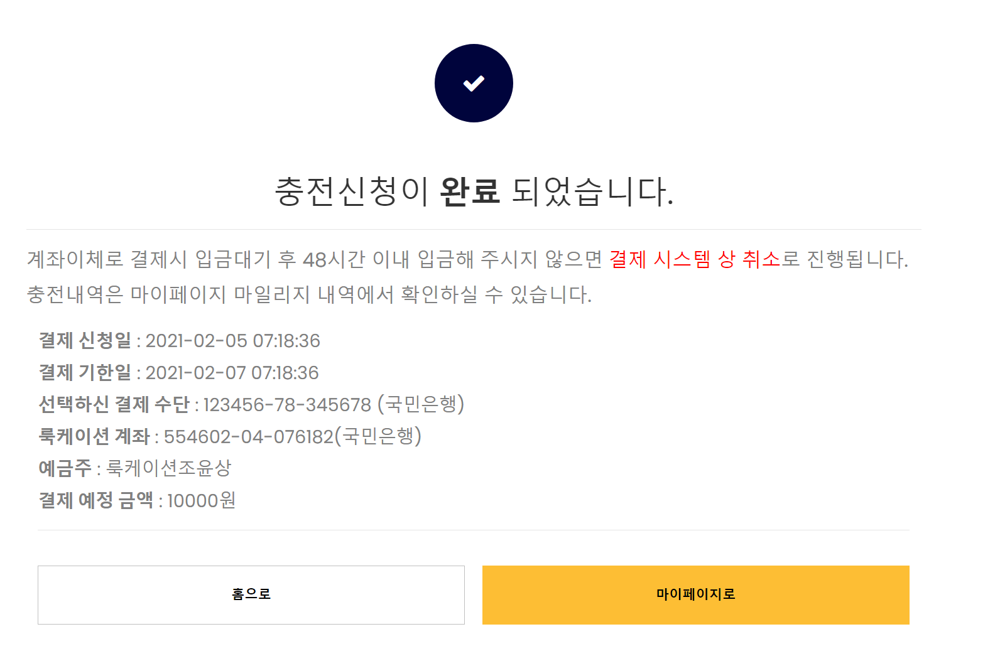 충전신청이 완료 되었습니다.
계좌이체로 결제시 입금대기 후 48시간 이내 입금해 주시지 않으면 결제 시스템 상 취소로 진행됩니다.
충전내역은 마이페이지 마일리지 내역에서 확인하실 수 있습니다.
결제 신청일 : 2021-02-05 07:18:36
결제 기한일 : 2021-02-07 07:18:36
선택하신 결제 수단 : 123456-78-345678 (국민은행)
룩케이션 계좌 : 554602-04-076182(국민은행)
예금주 : 룩케이션조윤상
결제 예정 금액 : 10000원
홈으로
마이페이지로